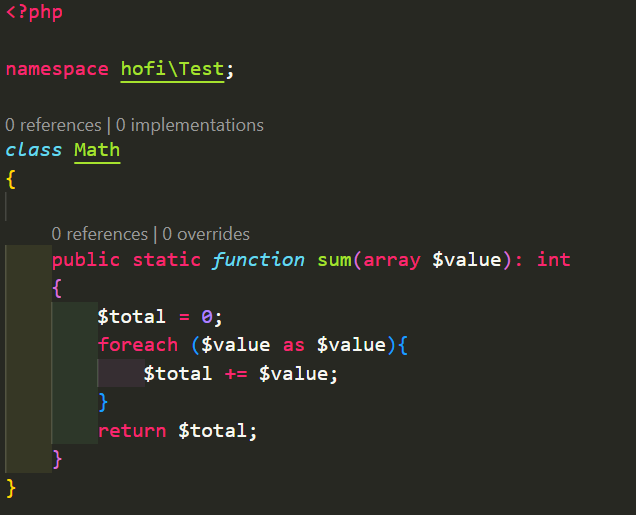 <?php
namespace hofi\Test;
0 references | 0 implementations
class Math
{
0 references | 0 overrides
public static function sum(array $value): int
{
$total = 0;
foreach ($value as $value){
$total += $value;
}
return $total;
}
}